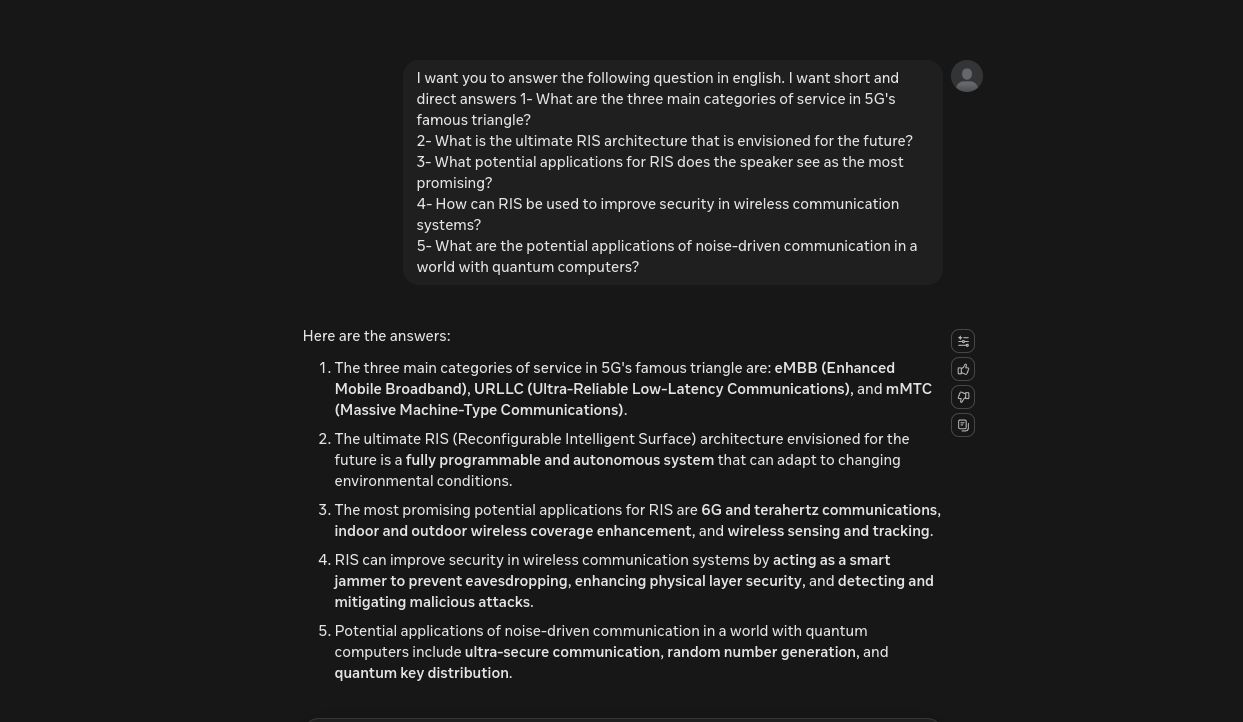 I want you to answer the following question in english. I want short and
direct answers 1- What are the three main categories of service in 5G's
famous triangle?
2- What is the ultimate RIS architecture that is envisioned for the future?
3- What potential applications for RIS does the speaker see as the most
promising?
4- How can RIS be used to improve security in wireless communication
systems?
5- What are the potential applications of noise-driven communication in a
world with quantum computers?
Here are the answers:
1. The three main categories of service in 5G's famous triangle are: eMBB (Enhanced
Mobile Broadband), URLLC (Ultra-Reliable Low-Latency Communications), and mMTC
(Massive Machine-Type Communications).
2. The ultimate RIS (Reconfigurable Intelligent Surface) architecture envisioned for the
future is a fully programmable and autonomous system that can adapt to changing
environmental conditions.
3. The most promising potential applications for RIS are 6G and terahertz communications,
indoor and outdoor wireless coverage enhancement, and wireless sensing and tracking.
4. RIS can improve security in wireless communication systems by acting as a smart
jammer to prevent eavesdropping, enhancing physical layer security, and detecting and
mitigating malicious attacks.
5. Potential applications of noise-driven communication in a world with quantum
computers include ultra-secure communication, random number generation, and
quantum key distribution.